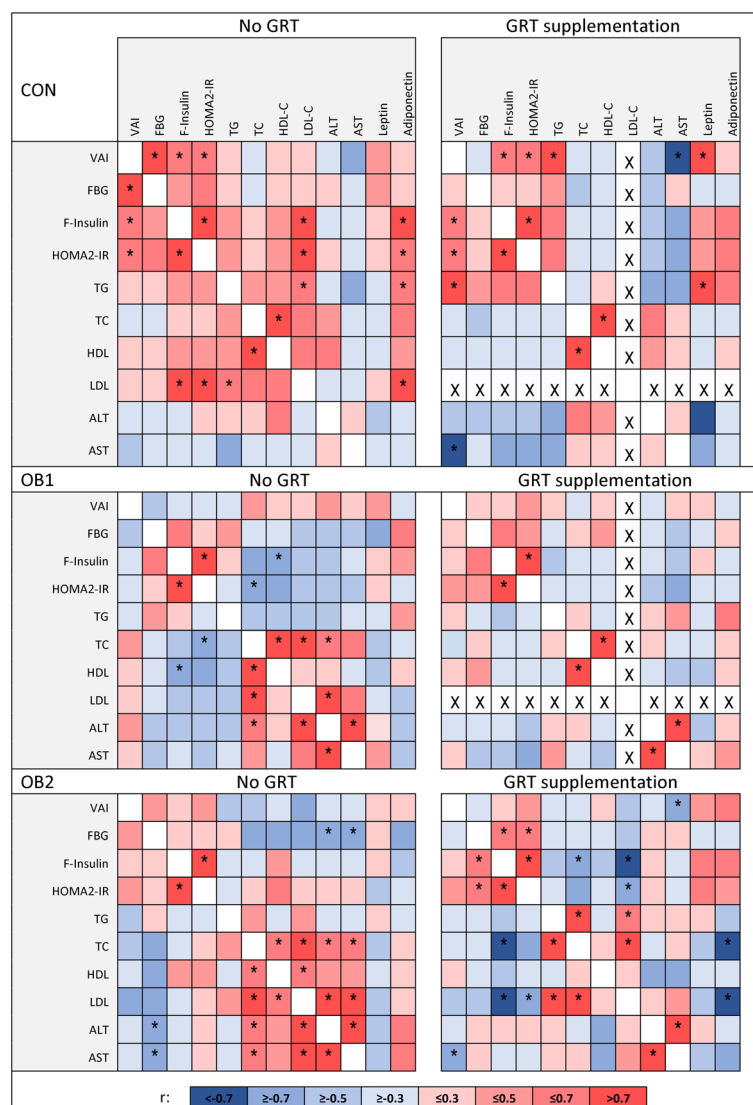 No GRT GRT supplementation
CON
VAI FBG F-Insulin HOMA2-IR TG TC HDL-C LDL-C ALT AST Leptin Adiponectin VAI FBG F-Insulin HOMA2-IR TG TC HDL-C LDL-C ALT AST Leptin Adiponectin
VAI * * * * * * X * *
FBG * X
F-Insulin * * * * * * X
HOMA2-IR * * * * * * X
TG * * * X *
TC * * X
HDL * * X
LDL * * * * X X X X X X X X X X X
ALT X
AST * X
OB1 No GRT GRT supplementation
VAI X
FBG X
F-Insulin * * * X
HOMA2-IR * * * X
TG X
TC * * * * * X
HDL * * * X
LDL * * X X X X X X X X X X X
ALT * * * X *
AST * X *
OB2 No GRT GRT supplementation
VAI *
FBG * * * *
F-Insulin * * * * *
HOMA2-IR * * * *
TG * *
TC * * * * * * * *
HDL * *
LDL * * * * * * * * *
ALT * * * * *
AST * * * * * *
r: <-0.7 ≥-0.7 ≥-0.5 ≥-0.3 ≤0.3 ≤0.5 ≤0.7 >0.7